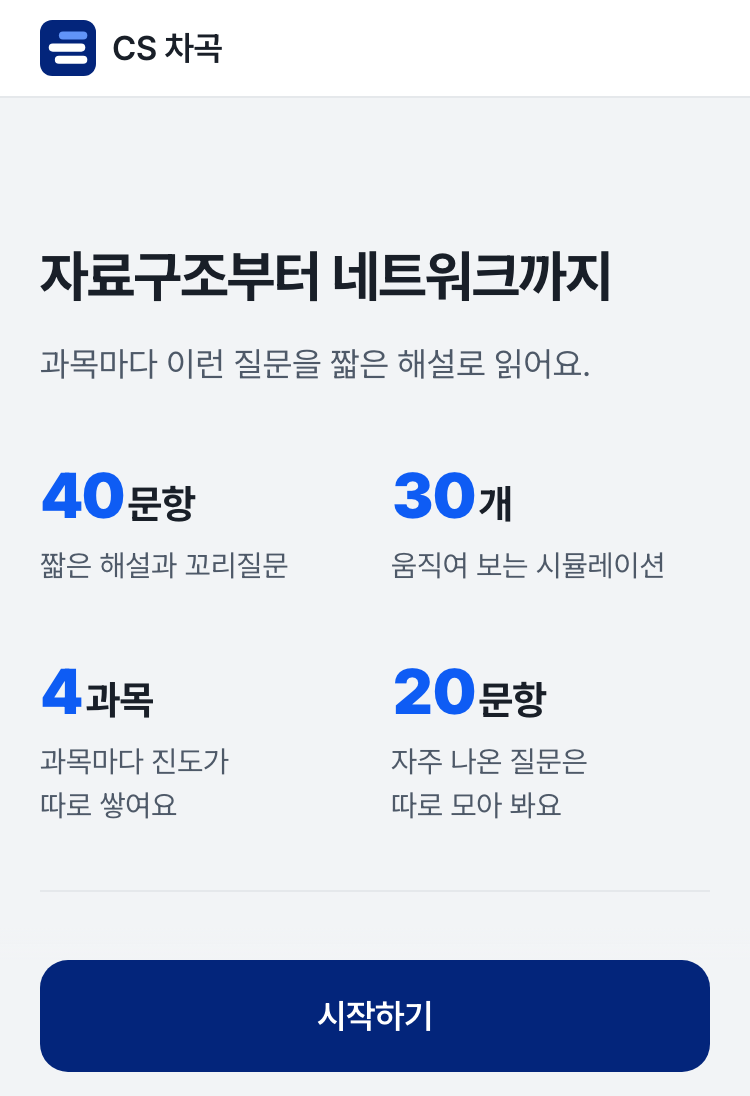 CS 차곡
자료구조부터 네트워크까지
과목마다 이런 질문을 짧은 해설로 읽어요.
40문항
짧은 해설과 꼬리질문
30개
움직여 보는 시뮬레이션
4과목
과목마다 진도가
따로 쌓여요
20문항
자주 나온 질문은
따로 모아 봐요
시작하기